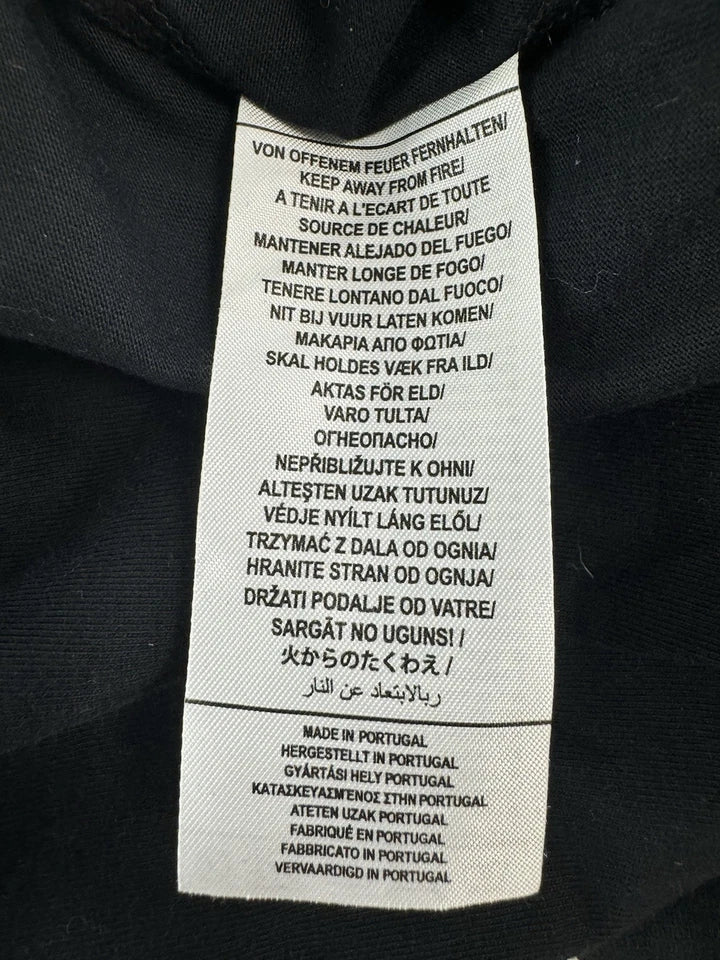 VON OFFENEM FEUER FERNHALTEN/
KEEP AWAY FROM FIRE/
A TENIR A L'ECART DE TOUTE
SOURCE DE CHALEUR/
MANTENER ALEJADO DEL FUEGO/
MANTER LONGE DE FOGO/
TENERE LONTANO DAL FUOCO/
NIT BIJ VUUR LATEN KOMEN/
ΜΑΚΑΡΙΑ ΑΠΟ ΦΩΤΙΑ/
SKAL HOLDES VÆK FRA ILD/
AKTAS FÖR ELD/
VARO TULTA/
ОГНЕОПАСНО/
NEPŘIBLIŽUJTE K OHNI/
ALTEŞTEN UZAK TUTUNUZ/
VÉDJE NYÍLT LÁNG ELŐL/
TRZYMAĆ Z DALA OD OGNIA/
HRANITE STRAN OD OGNJA/
DRŽATI PODALJE OD VATRE/
SARGĀT NO UGUNS! /
火からのたくわえ /
ربالابتعاد عن النار
MADE IN PORTUGAL
HERGESTELLT IN PORTUGAL
GYÁRTÁSI HELY PORTUGAL
ΚΑΤΑΣΚΕΥΑΣΜΈΝΟΣ ΣΤΗΝ PORTUGAL
ATETEN UZAK PORTUGAL
FABRIQUÉ EN PORTUGAL
FABBRICATO IN PORTUGAL
VERVAARDIGD IN PORTUGAL